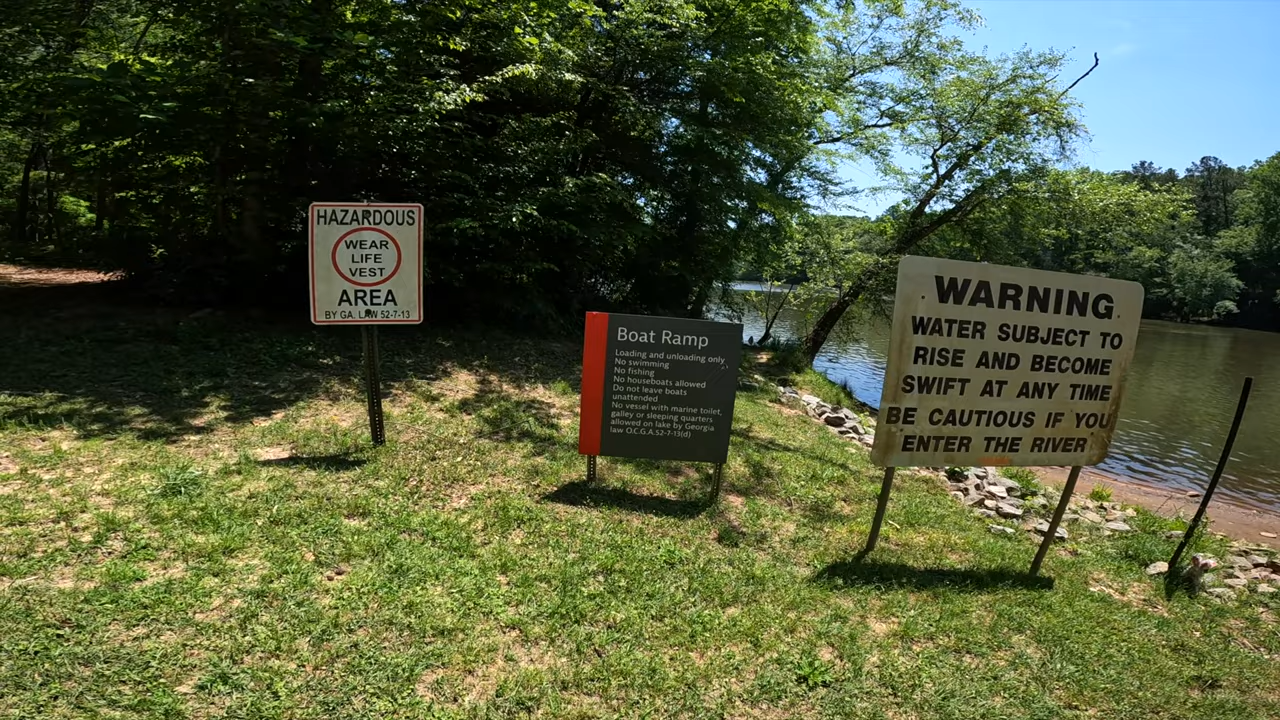 HAZARDOUS
WEAR
LIFE
VEST
AREA
BY GA. LAW 52-7-13
Boat Ramp
Loading and unloading only
No swimming
No fishing
No houseboats allowed
Do not leave boats
unattended
No vessel with marine toilet,
galley or sleeping quarters
allowed on lake by Georgia
law O.C.G.A.52-7-13(d)
WARNING
WATER SUBJECT TO
RISE AND BECOME
SWIFT AT ANY TIME
BE CAUTIOUS IF YOU
ENTER THE RIVER